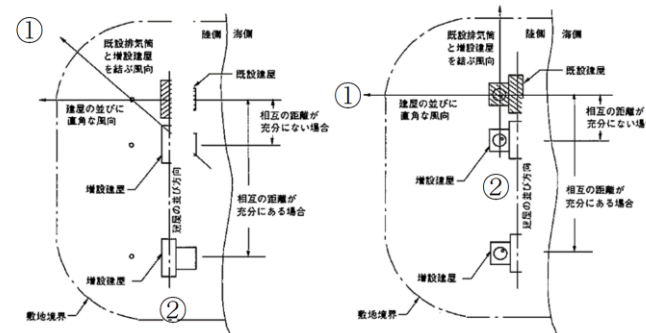 ①
既設排気筒
と増設建屋
を結ぶ風向
陸側
海側
既設建屋
建屋の並びに
直角な風向
相互の距離が
充分にない場合
増設建屋
建屋の並び方向
相互の距離が
充分にある場合
増設建屋
敷地境界
②
既設排気筒
と増設建屋
を結ぶ風向
陸側
海側
既設建屋
①
建屋の並びに
直角な風向
相互の距離が
充分にない場合
増設建屋
②
建屋の並び方向
相互の距離が
充分にある場合
増設建屋
敷地境界